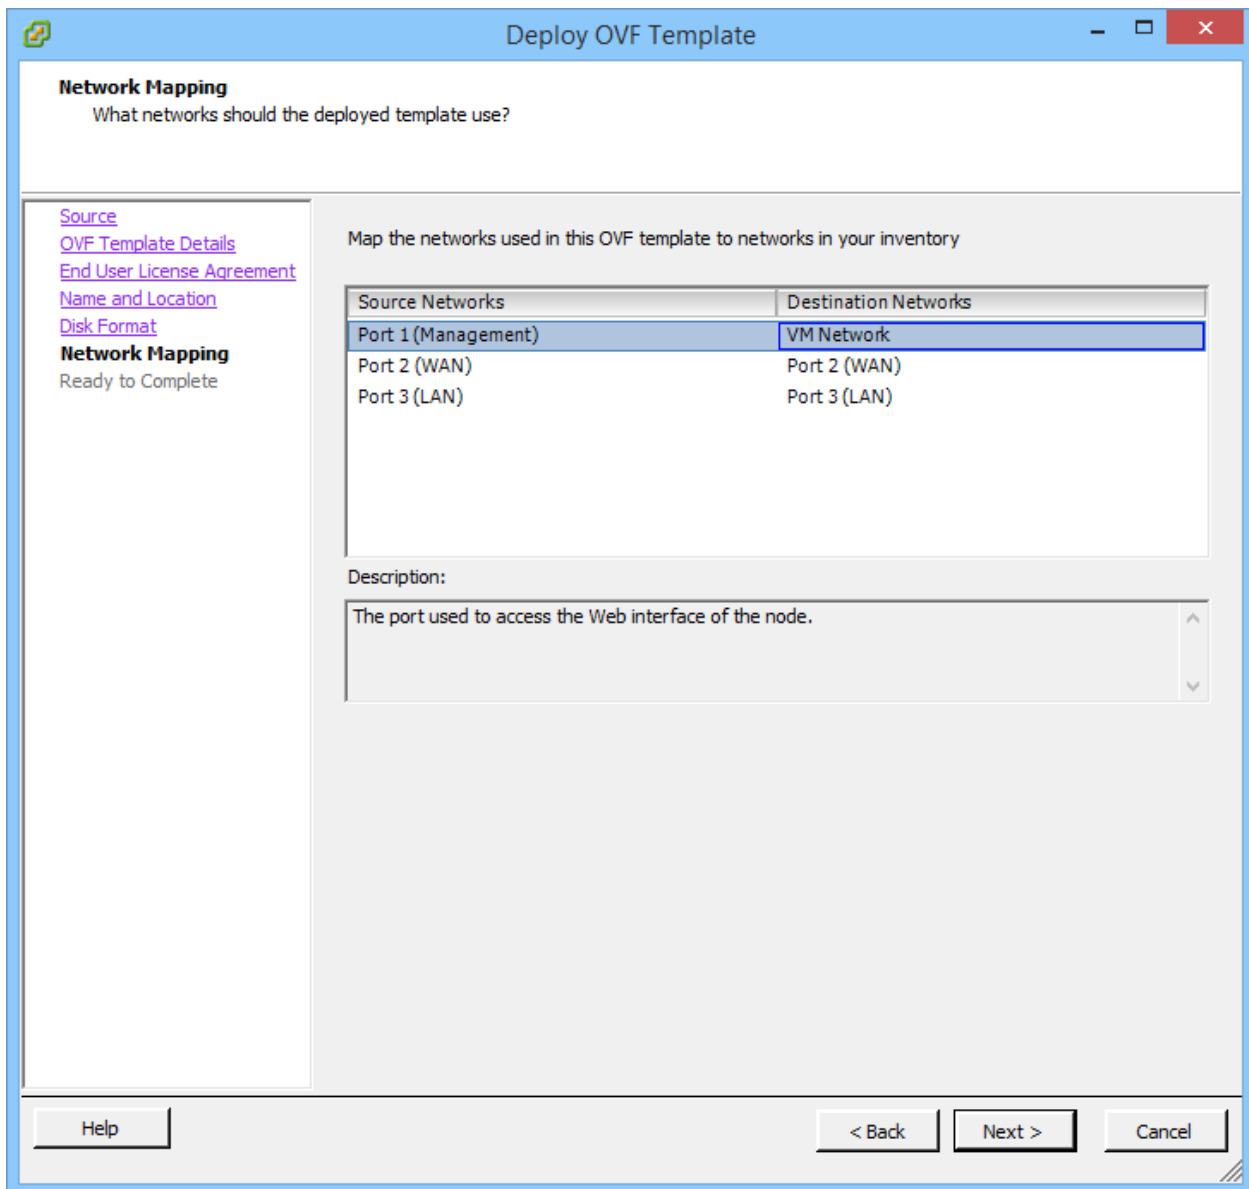 Deploy OVF Template
Network Mapping
What networks should the deployed template use?
Source
OVF Template Details
End User License Agreement
Name and Location
Disk Format
Network Mapping
Ready to Complete
Map the networks used in this OVF template to networks in your inventory
Source Networks Destination Networks
Port 1 (Management) VM Network
Port 2 (WAN) Port 2 (WAN)
Port 3 (LAN) Port 3 (LAN)
Description:
The port used to access the Web interface of the node.
Help < Back Next > Cancel